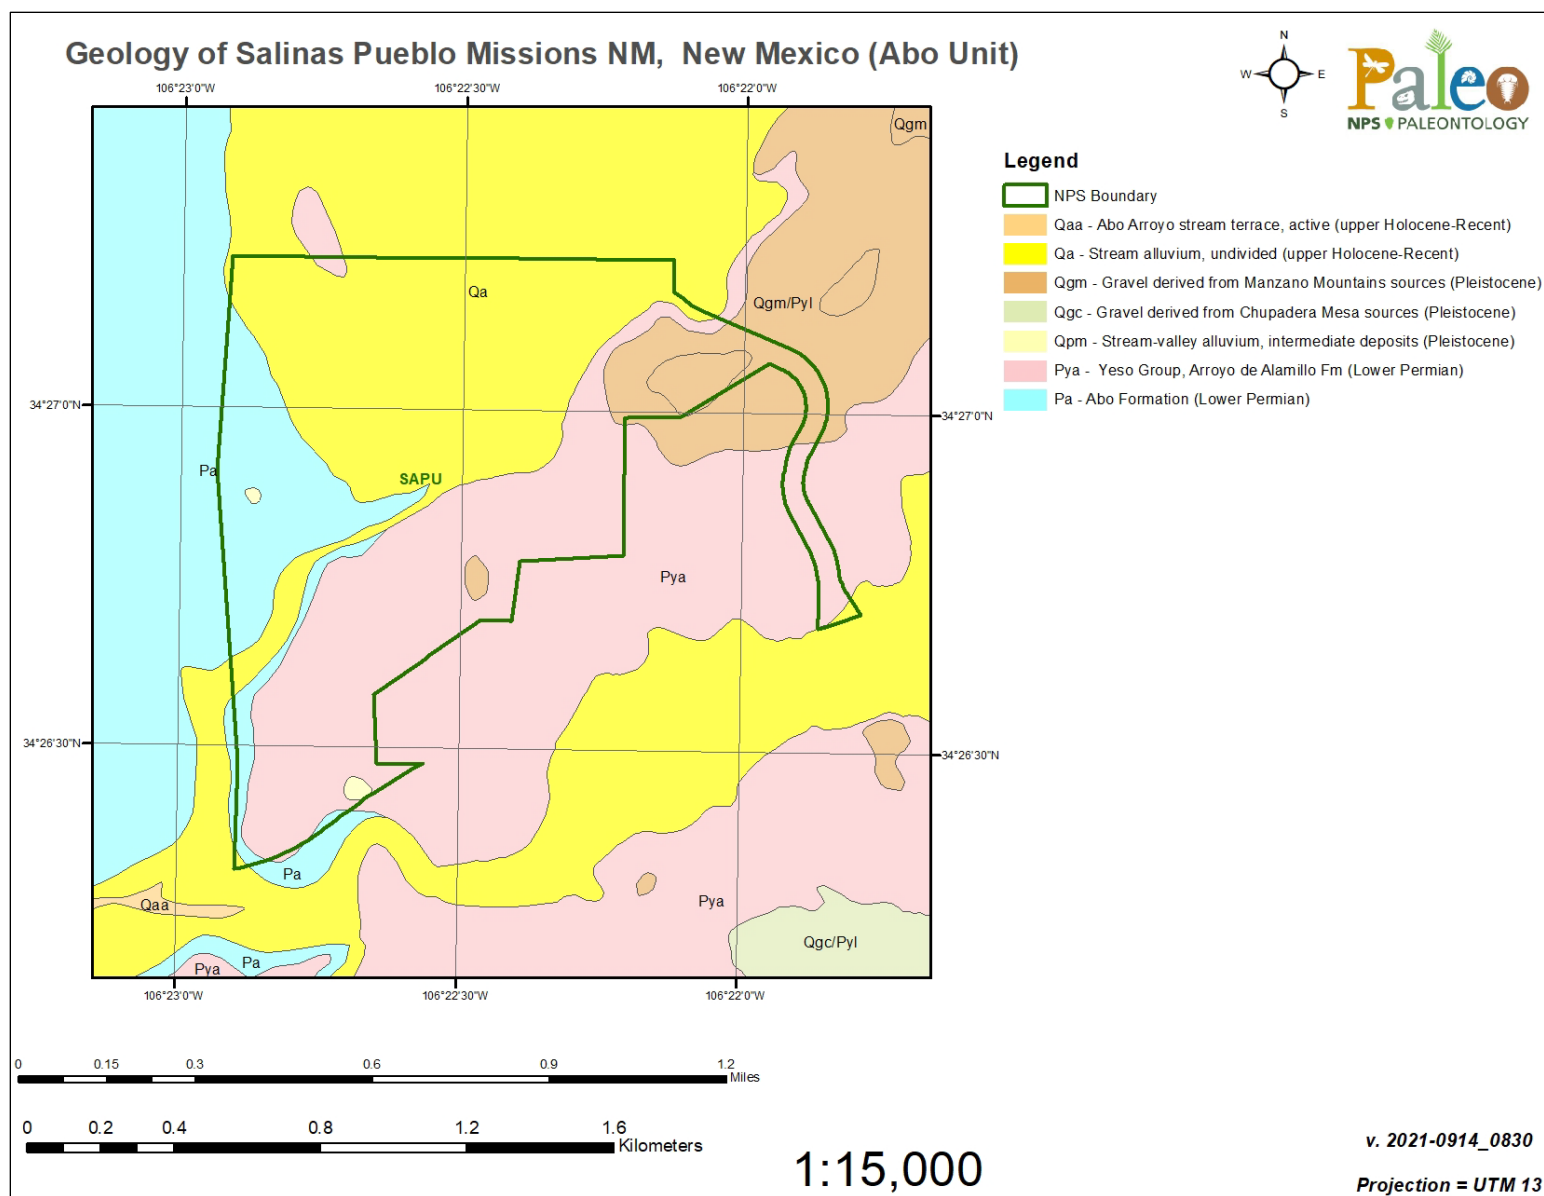 Geology of Salinas Pueblo Missions NM,  New Mexico (Abo Unit)
N
W
E
S
Paleo
NPS PALEONTOLOGY
106°23'0"W
106°22'30"W
106°22'0"W
Qgm
Qa
Qgm/Pyl
34°27'0"N
34°27'0"N
Pa
SAPU
Pya
34°26'30"N
34°26'30"N
Pa
Qaa
Pya
Qgc/Pyl
Pa
Pya
106°23'0"W
106°22'30"W
106°22'0"W
Legend
NPS Boundary
Qaa - Abo Arroyo stream terrace, active (upper Holocene-Recent)
Qa - Stream alluvium, undivided (upper Holocene-Recent)
Qgm - Gravel derived from Manzano Mountains sources (Pleistocene)
Qgc - Gravel derived from Chupadera Mesa sources (Pleistocene)
Qpm - Stream-valley alluvium, intermediate deposits (Pleistocene)
Pya -  Yeso Group, Arroyo de Alamillo Fm (Lower Permian)
Pa - Abo Formation (Lower Permian)
0 0.15 0.3 0.6 0.9 1.2
Miles
0 0.2 0.4 0.8 1.2 1.6
Kilometers
1:15,000
v. 2021-0914_0830
Projection = UTM 13